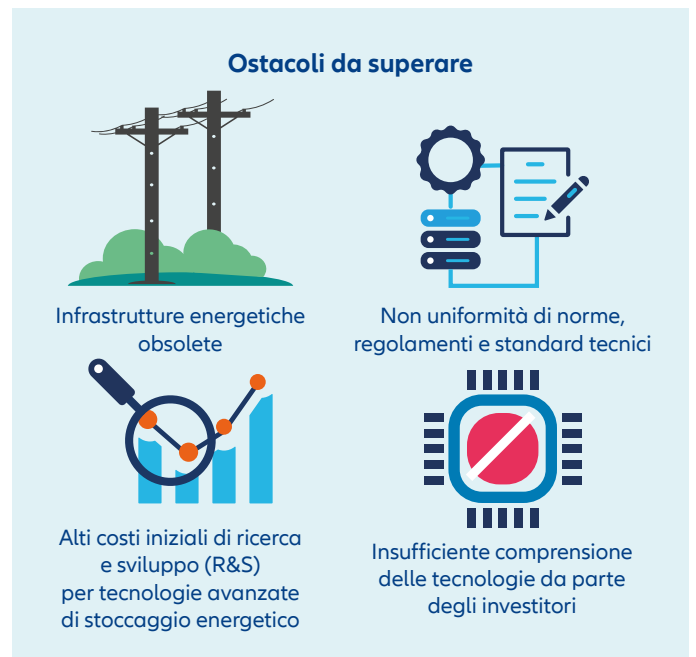 Ostacoli da superare
Infrastrutture energetiche
obsolete
Non uniformità di norme,
regolamenti e standard tecnici
Alti costi iniziali di ricerca
e sviluppo (R&S)
per tecnologie avanzate
di stoccaggio energetico
Insufficiente comprensione
delle tecnologie da parte
degli investitori